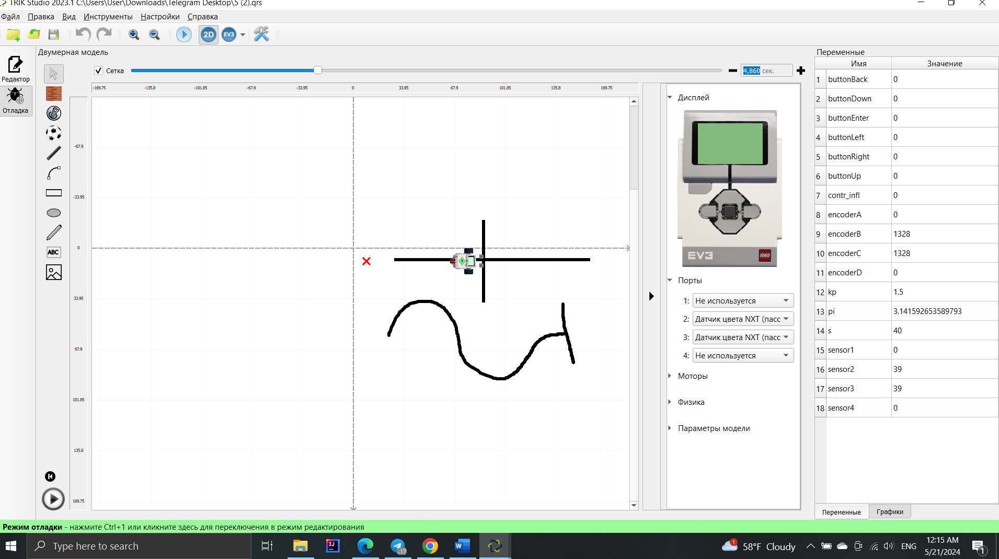 TRIK Studio 2023.1 C:\Users\User\Downloads\Telegram Desktop\5 (2).qrs
Файл Правка Вид Инструменты Настройки Справка
2D EV3
Редактор
Отладка
Двумерная модель
Сетка
4,860 сек.
-169.75 -135.8 -101.85 -67.9 -33.95 0 33.95 67.9 101.85 135.8 169.75
-67.9
-33.95
0
33.95
67.9
101.85
135.8
169.75
ABC
Дисплей
EV3 LEGO
Порты
1: Не используется
2: Датчик цвета NXT (пасс
3: Датчик цвета NXT (пасс
4: Не используется
Моторы
Физика
Параметры модели
Переменные
Имя Значение
1 buttonBack 0
2 buttonDown 0
3 buttonEnter 0
4 buttonLeft 0
5 buttonRight 0
6 buttonUp 0
7 contr_infl 0
8 encoderA 0
9 encoderB 1328
10 encoderC 1328
11 encoderD 0
12 kp 1.5
13 pi 3.141592653589793
14 s 40
15 sensor1 0
16 sensor2 39
17 sensor3 39
18 sensor4 0
Переменные Графики
Режим отладки - нажмите Ctrl+1 или кликните здесь для переключения в режим редактирования
Type here to search
IJ
17
W
1
58°F Cloudy
ENG
12:15 AM
5/21/2024
1